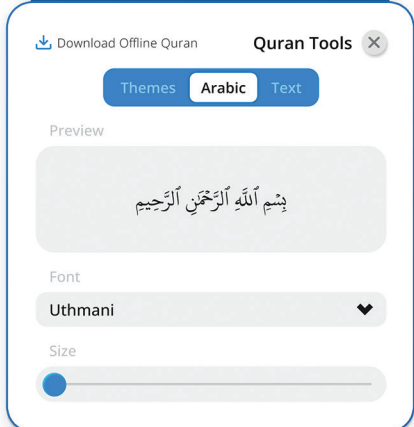 Download Offline Quran
Quran Tools
Themes
Arabic
Text
Preview
بِسْمِ ٱللَّهِ ٱلرَّحْمَٰنِ ٱلرَّحِيمِ
Font
Uthmani
Size